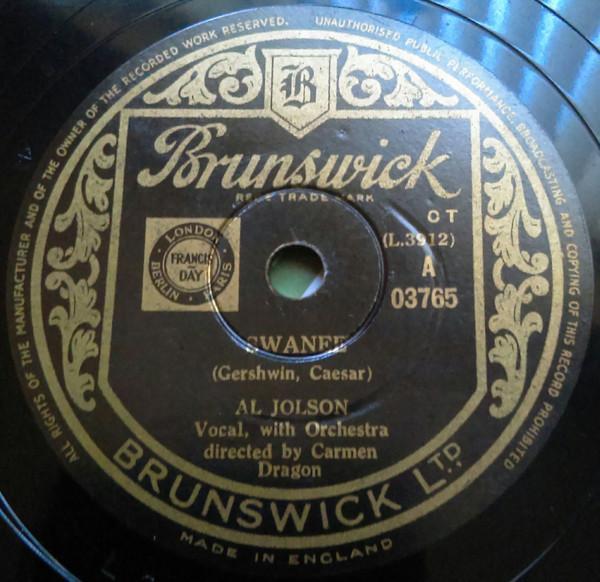 ALL RIGHTS OF THE MANUFACTURER AND OF THE OWNER OF THE RECORDED WORK RESERVED. UNAUTHORISED PUBLIC PERFORMANCE, BROADCASTING AND COPYING OF THIS RECORD PROHIBITED
B
Brunswick
REGD TRADE MARK
OT
(L.3912)
A
03765
LONDON
FRANCIS
DAY
BERLIN PARIS
SWANEE
(Gershwin, Caesar)
AL JOLSON
Vocal, with Orchestra
directed by Carmen
Dragon
BRUNSWICK LTD.
MADE IN ENGLAND